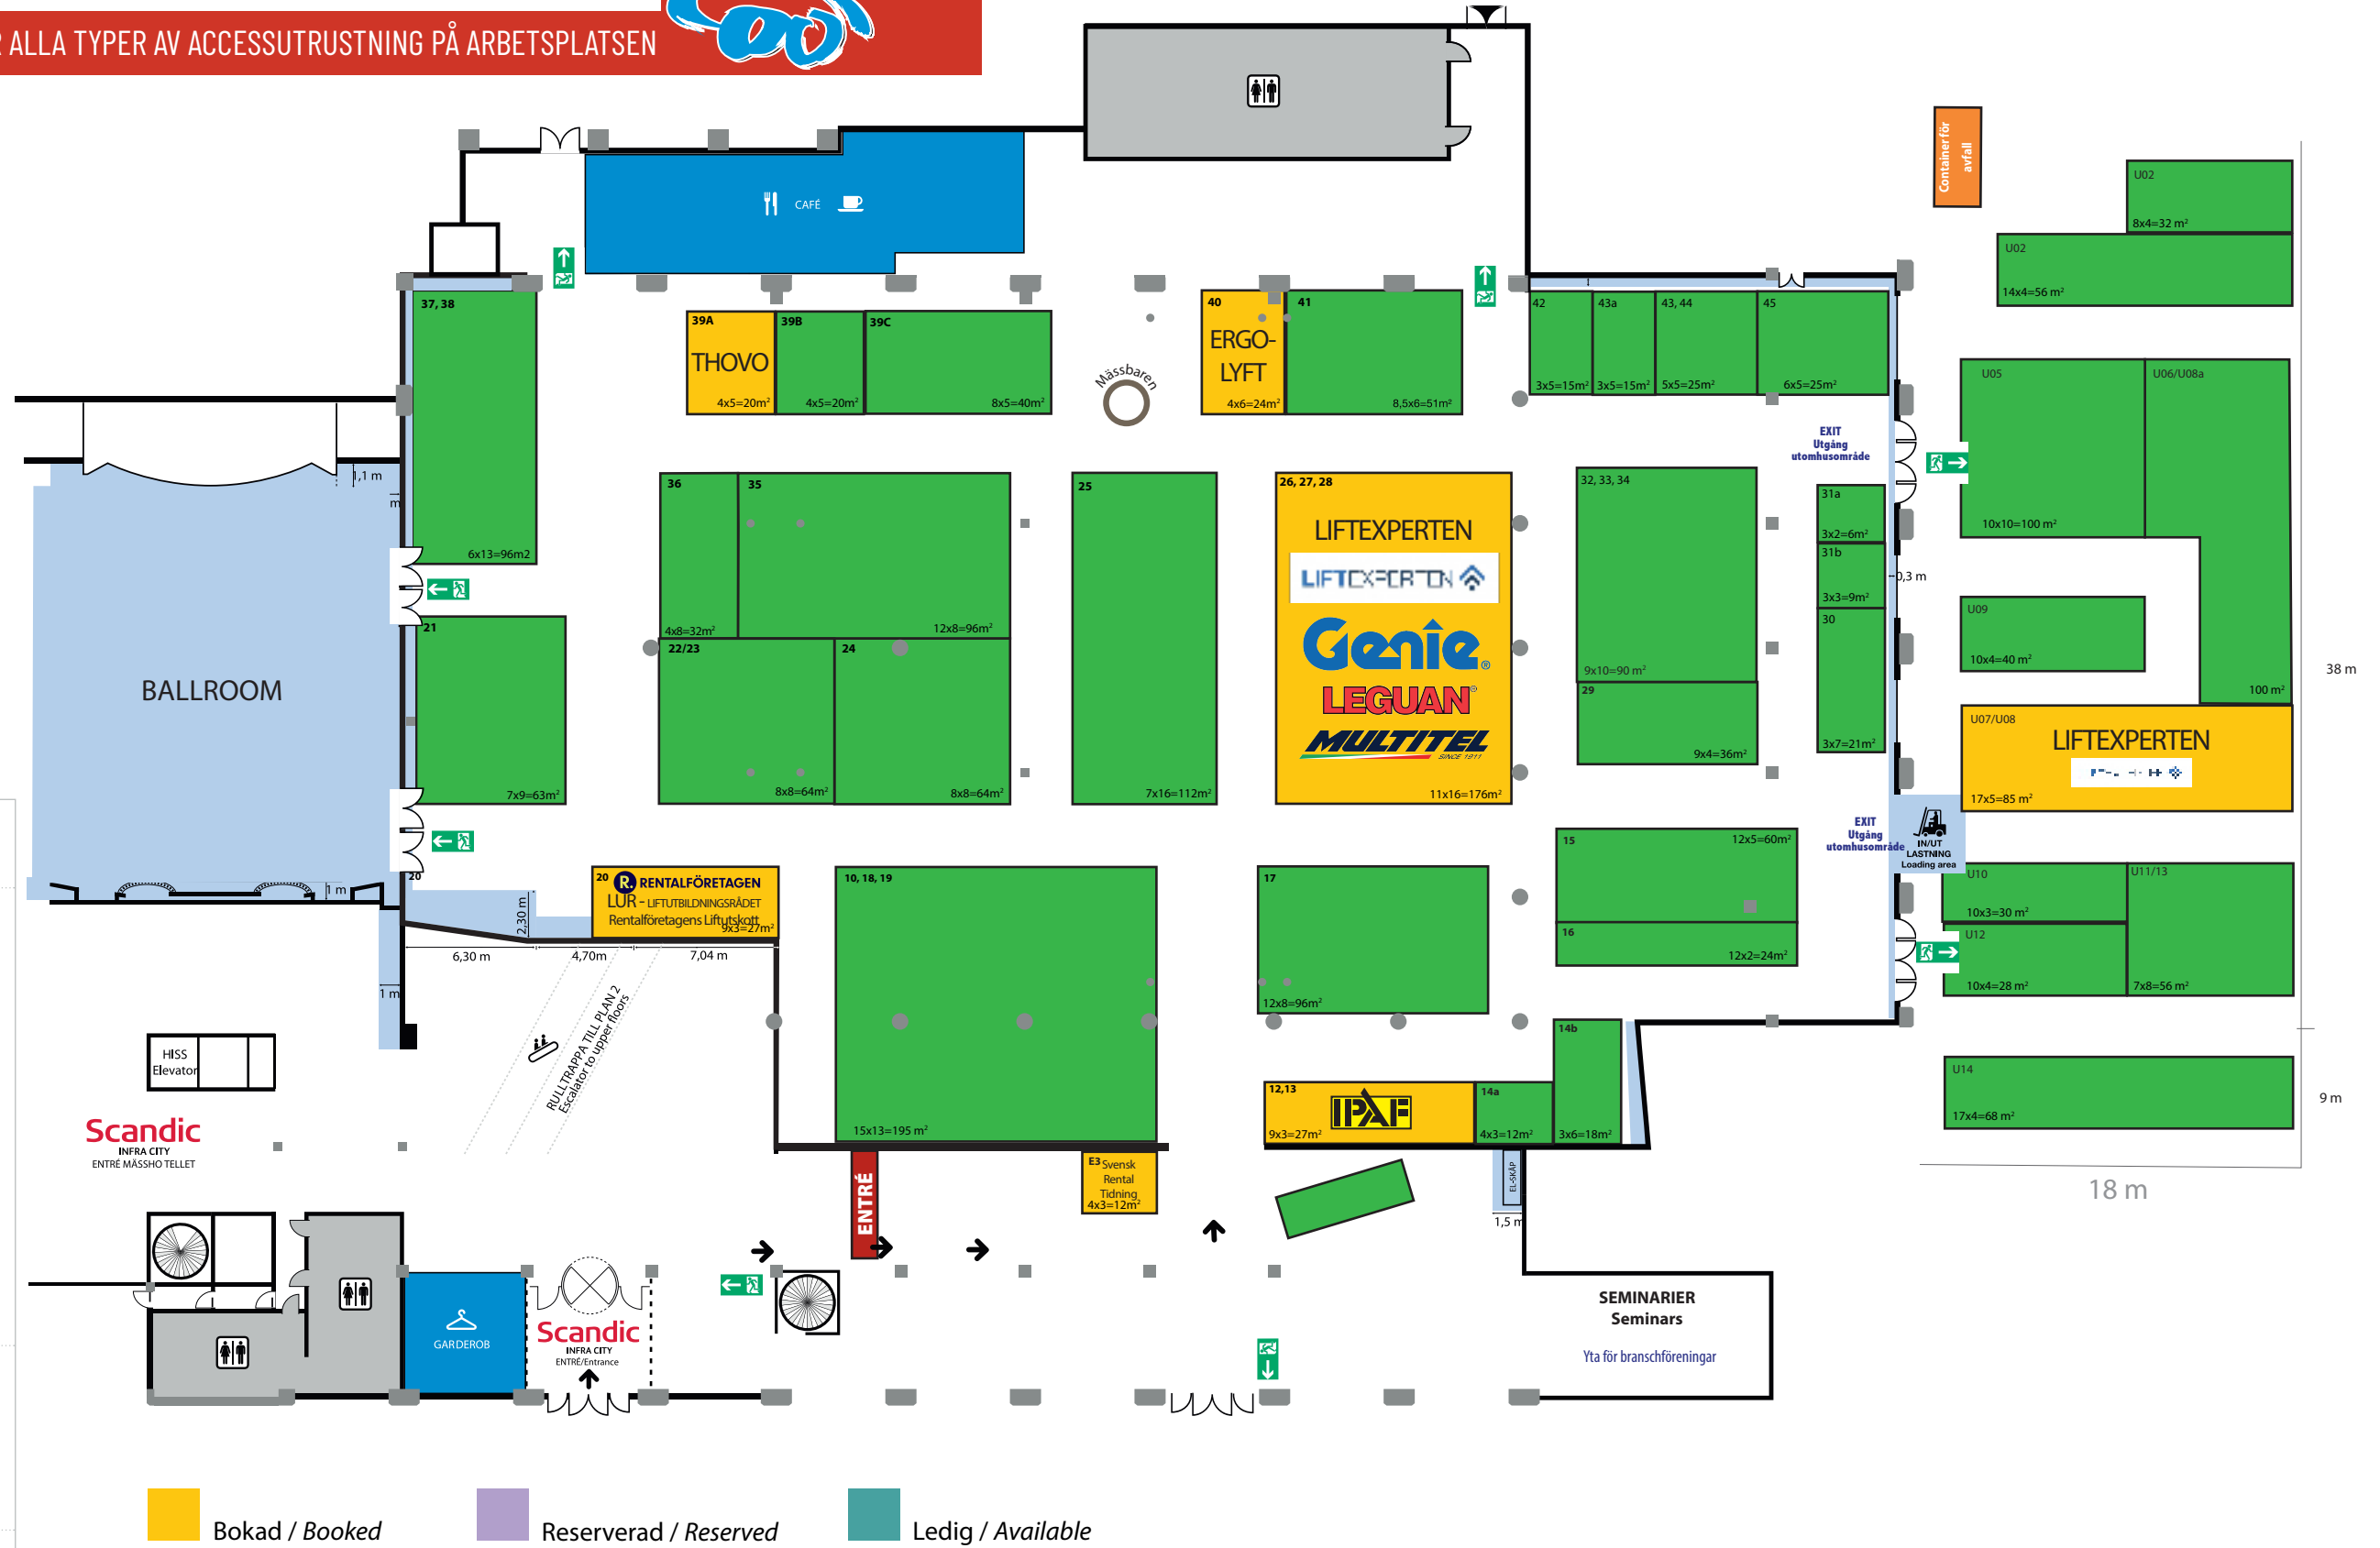 R ALLA TYPER AV ACCESSUTRUSTNING PÅ ARBETSPLATSEN
CAFÉ
Container för
avfall
U02
8x4=32 m²
U02
14x4=56 m²
37, 38
6x13=96m2
39A
THOVO
4x5=20m²
39B
4x5=20m²
39C
8x5=40m²
Mässbaren
40
ERGO-
LYFT
4x6=24m²
41
8,5x6=51m²
42
3x5=15m²
43a
3x5=15m²
43, 44
5x5=25m²
45
6x5=25m²
EXIT
Utgång
utomhusområde
U05
10x10=100 m²
U06/U08a
100 m²
1,1 m
m
36
4x8=32m²
35
12x8=96m²
25
7x16=112m²
26, 27, 28
LIFTEXPERTEN
LIFTEXPERTEN
Genie®
LEGUAN®
MULTITEL
SINCE 1911
11x16=176m²
32, 33, 34
9x10=90 m²
29
9x4=36m²
31a
3x2=6m²
31b
3x3=9m²
30
3x7=21m²
0,3 m
U09
10x4=40 m²
38 m
BALLROOM
21
7x9=63m²
22/23
8x8=64m²
24
8x8=64m²
U07/U08
LIFTEXPERTEN
17x5=85 m²
EXIT
Utgång
utomhusområde
IN/UT
LASTNING
Loading area
1 m
20
2,30 m
20
R. RENTALFÖRETAGEN
LUR - LIFTUTBILDNINGSRÅDET
Rentalföretagens Liftutskott
9x3=27m²
6,30 m
4,70m
7,04 m
1 m
10, 18, 19
15x13=195 m²
17
12x8=96m²
15
12x5=60m²
16
12x2=24m²
U10
10x3=30 m²
U11/13
7x8=56 m²
U12
10x4=28 m²
RULLTRAPPA TILL PLAN 2
Escalator to upper floors
HISS
Elevator
12,13
IPAF
9x3=27m²
14a
4x3=12m²
14b
3x6=18m²
U14
17x4=68 m²
9 m
18 m
Scandic
INFRA CITY
ENTRÉ MÄSSHO TELLET
ENTRÉ
E3 Svensk
Rental
Tidning
4x3=12m²
EL-SKÅP
1,5 m
GARDEROB
Scandic
INFRA CITY
ENTRÉ/Entrance
SEMINARIER
Seminars
Yta för branschföreningar
Bokad / Booked
Reserverad / Reserved
Ledig / Available